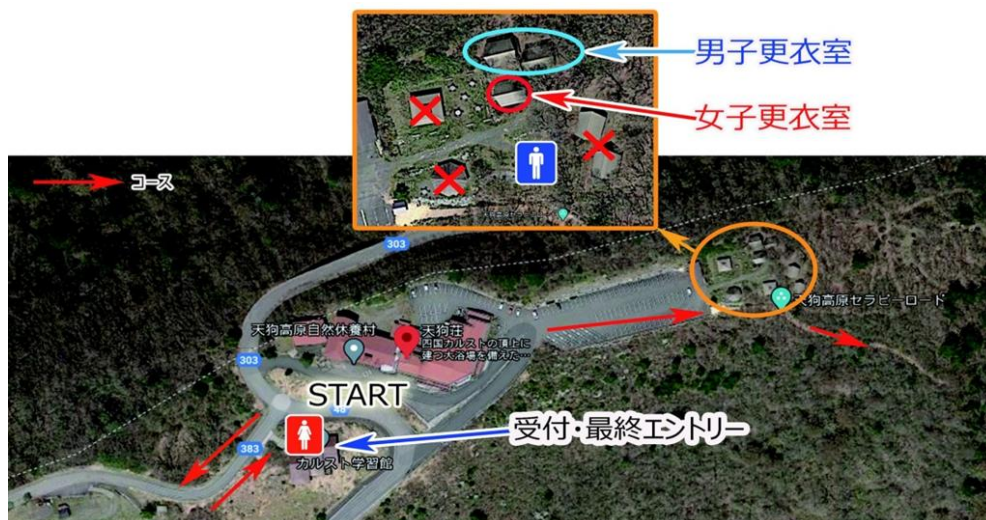 男子更衣室
女子更衣室
コース
303
天狗高原セラピーロード
天狗高原自然休養村
天狗荘
四国カルストの頂上に
建つ大浴場を備えた…
303
START
48
受付・最終エントリー
383
カルスト学習館